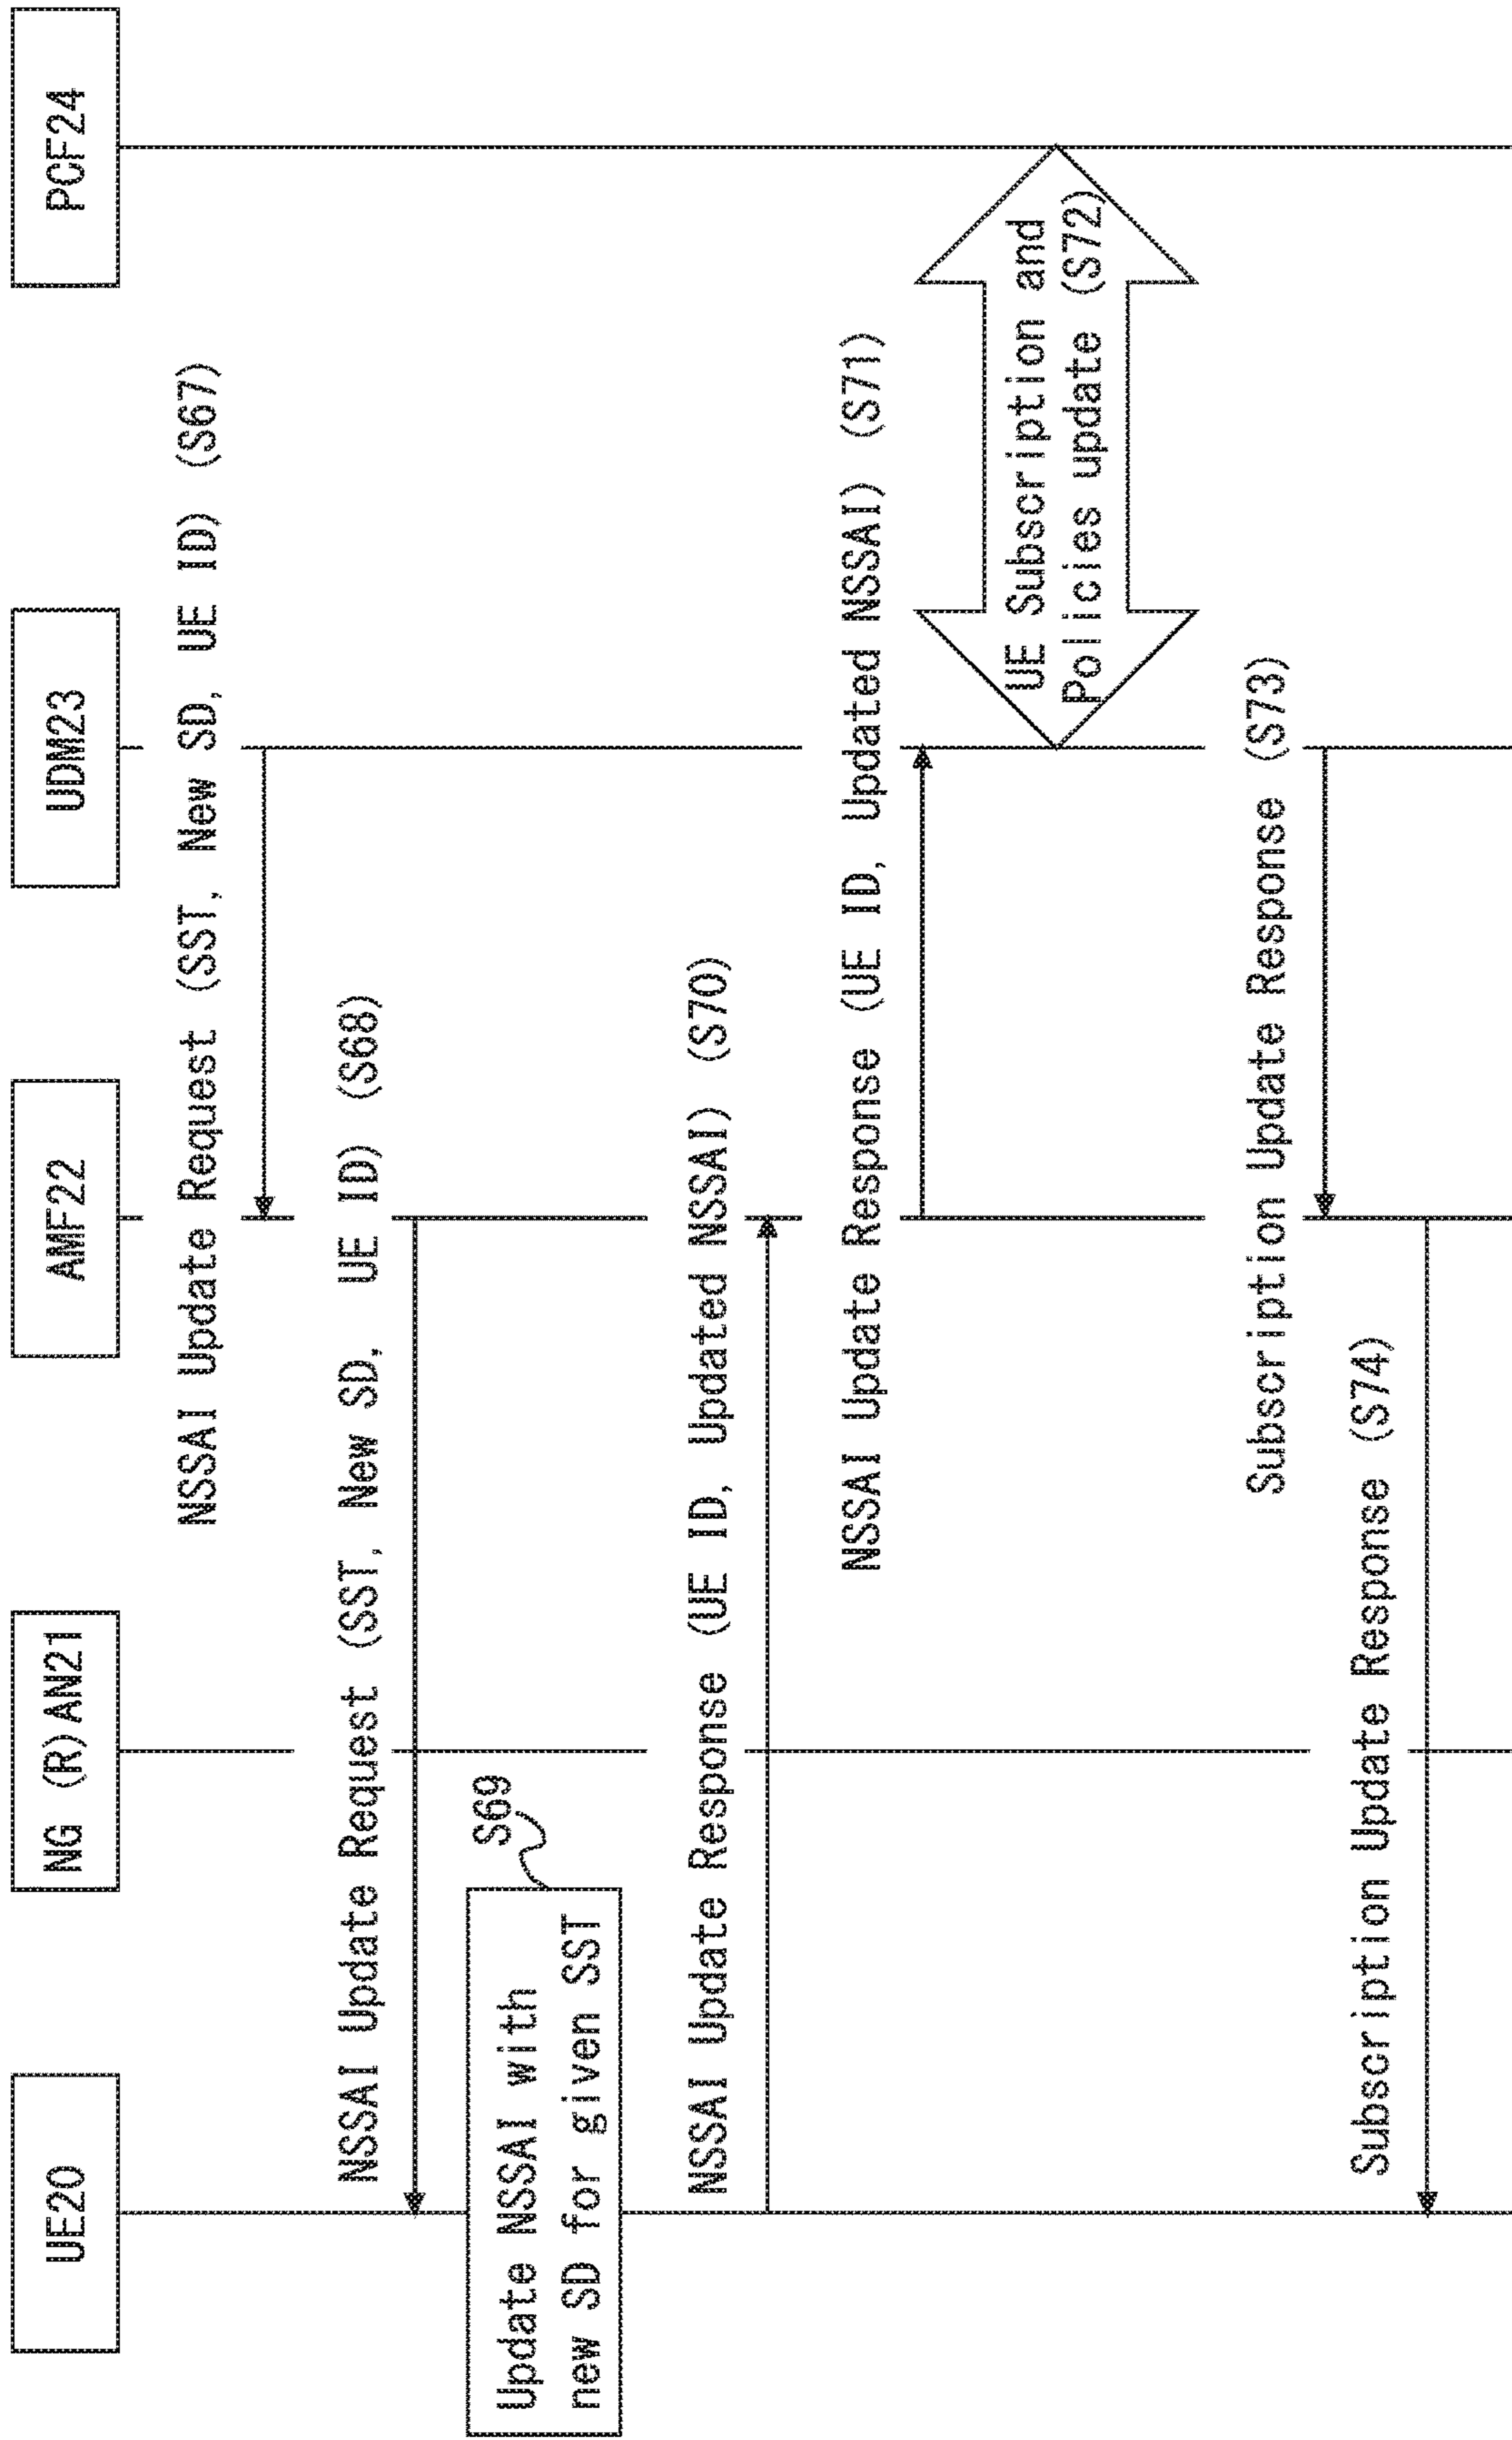 UE20
NG (R) AN21
AMF22
UDM23
PCF24
NSSAI Update Request (SST, New SD, UE ID) (S67)
NSSAI Update Request (SST, New SD, UE ID) (S68)
S69
Update NSSAI with
new SD for given SST
NSSAI Update Response (UE ID, Updated NSSAI) (S70)
NSSAI Update Response (UE ID, Updated NSSAI) (S71)
UE Subscription and
Policies update (S72)
Subscription Update Response (S73)
Subscription Update Response (S74)